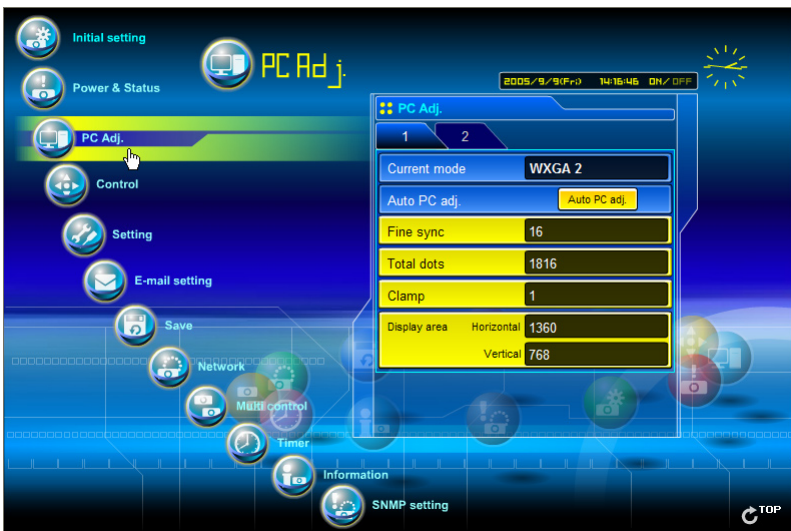 Initial setting
Power & Status
PC Adj.
Control
Setting
E-mail setting
Save
Network
Multi control
Timer
Information
SNMP setting
PC Adj.
2005/9/9(Fri) 14:16:46 ON/OFF
PC Adj.
1 2
Current mode WXGA 2
Auto PC adj. Auto PC adj.
Fine sync 16
Total dots 1816
Clamp 1
Display area Horizontal 1360
Vertical 768
TOP